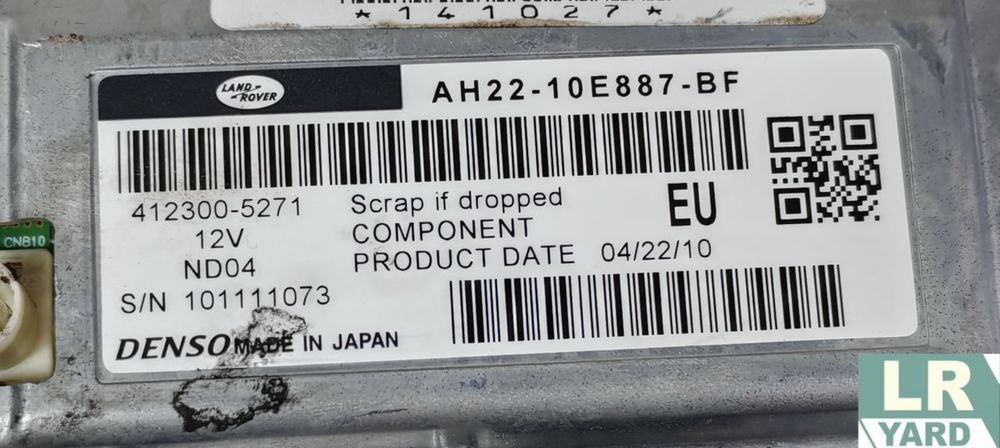 *141027*
LAND-
ROVER
AH22-10E887-BF
412300-5271
Scrap if dropped
EU
12V
COMPONENT
ND04
PRODUCT DATE 04/22/10
S/N 101111073
DENSO MADE IN JAPAN
CN810
LR
YARD